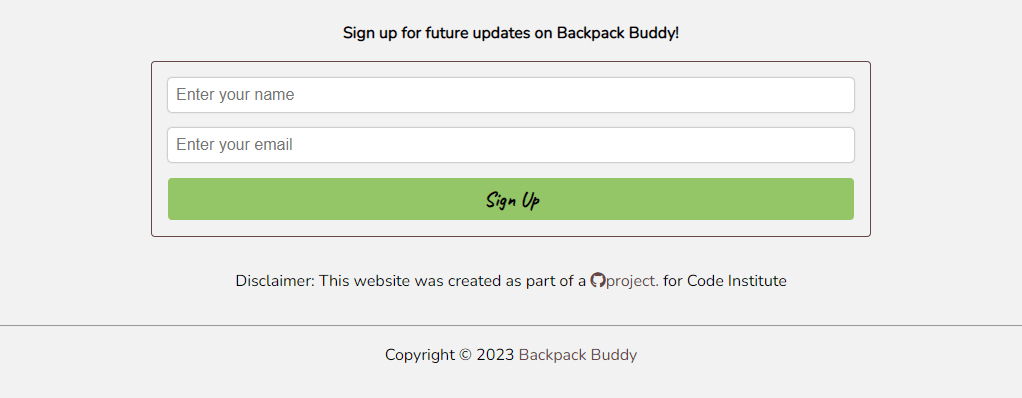 Sign up for future updates on Backpack Buddy!
Enter your name
Enter your email
Sign Up
Disclaimer: This website was created as part of a project. for Code Institute
Copyright © 2023 Backpack Buddy